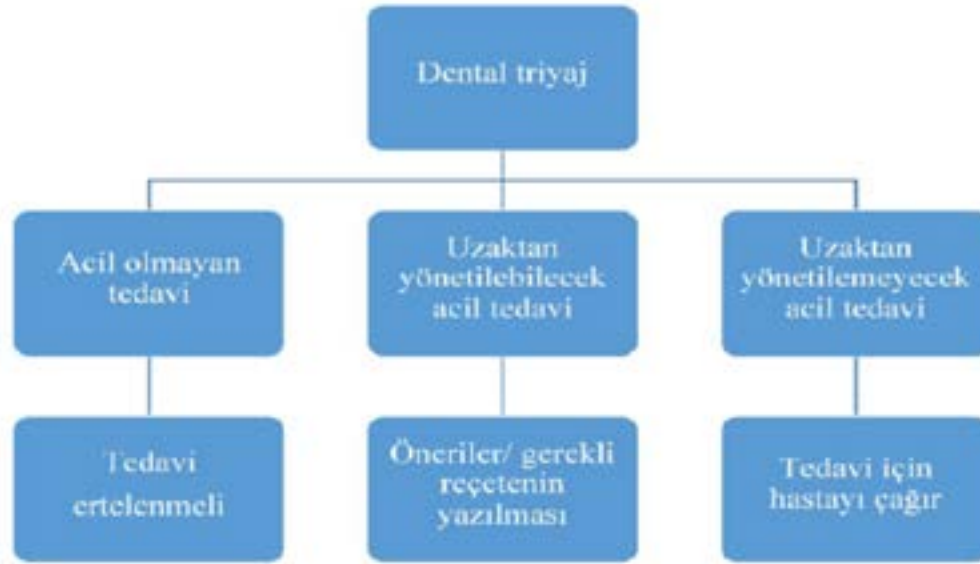 Dental triyaj
Acil olmayan
tedavi
Uzaktan
yönetilebilecek
acil tedavi
Uzaktan
yönetilemeyecek
acil tedavi
Tedavi
ertelenmeli
Öneriler/ gerekli
reçetenin
yazılması
Tedavi için
hastayı çağır